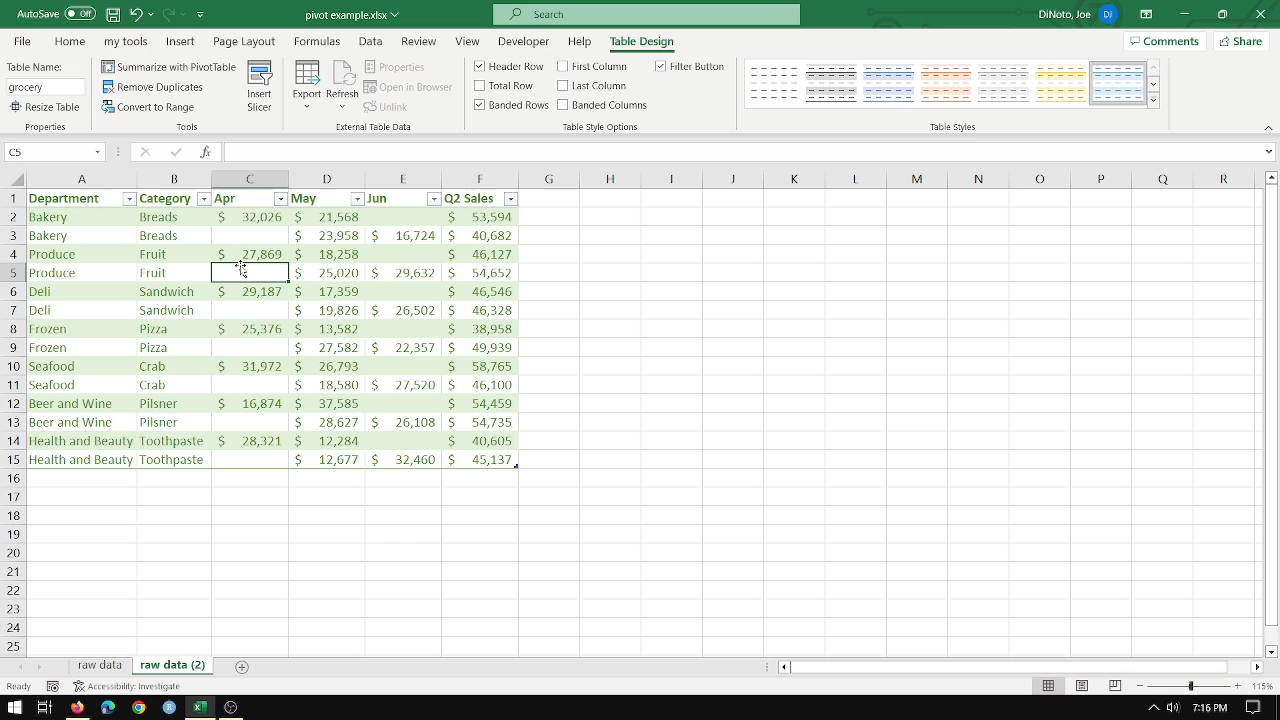 AutoSave Off pivot example.xlsx Search DiNoto, Joe DJ
File Home my tools Insert Page Layout Formulas Data Review View Developer Help Table Design Comments Share
Table Name:
grocery
Resize Table
Properties
Summarize with PivotTable
Remove Duplicates
Convert to Range
Insert Slicer
Tools
Export Refresh
Properties
Open in Browser
Unlink
External Table Data
Header Row First Column Filter Button
Total Row Last Column
Banded Rows Banded Columns
Table Style Options
Table Styles
C5 fx
A B C D E F G H I J K L M N O P Q R
1 Department Category Apr May Jun Q2 Sales
2 Bakery Breads $ 32,026 $ 21,568 $ 53,594
3 Bakery Breads $ 23,958 $ 16,724 $ 40,682
4 Produce Fruit $ 27,869 $ 18,258 $ 46,127
5 Produce Fruit $ 25,020 $ 29,632 $ 54,652
6 Deli Sandwich $ 29,187 $ 17,359 $ 46,546
7 Deli Sandwich $ 19,826 $ 26,502 $ 46,328
8 Frozen Pizza $ 25,376 $ 13,582 $ 38,958
9 Frozen Pizza $ 27,582 $ 22,357 $ 49,939
10 Seafood Crab $ 31,972 $ 26,793 $ 58,765
11 Seafood Crab $ 18,580 $ 27,520 $ 46,100
12 Beer and Wine Pilsner $ 16,874 $ 37,585 $ 54,459
13 Beer and Wine Pilsner $ 28,627 $ 26,108 $ 54,735
14 Health and Beauty Toothpaste $ 28,321 $ 12,284 $ 40,605
15 Health and Beauty Toothpaste $ 12,677 $ 32,460 $ 45,137
16
17
18
19
20
21
22
23
24
25
raw data raw data (2)
Ready Accessibility: Investigate 115%
7:16 PM